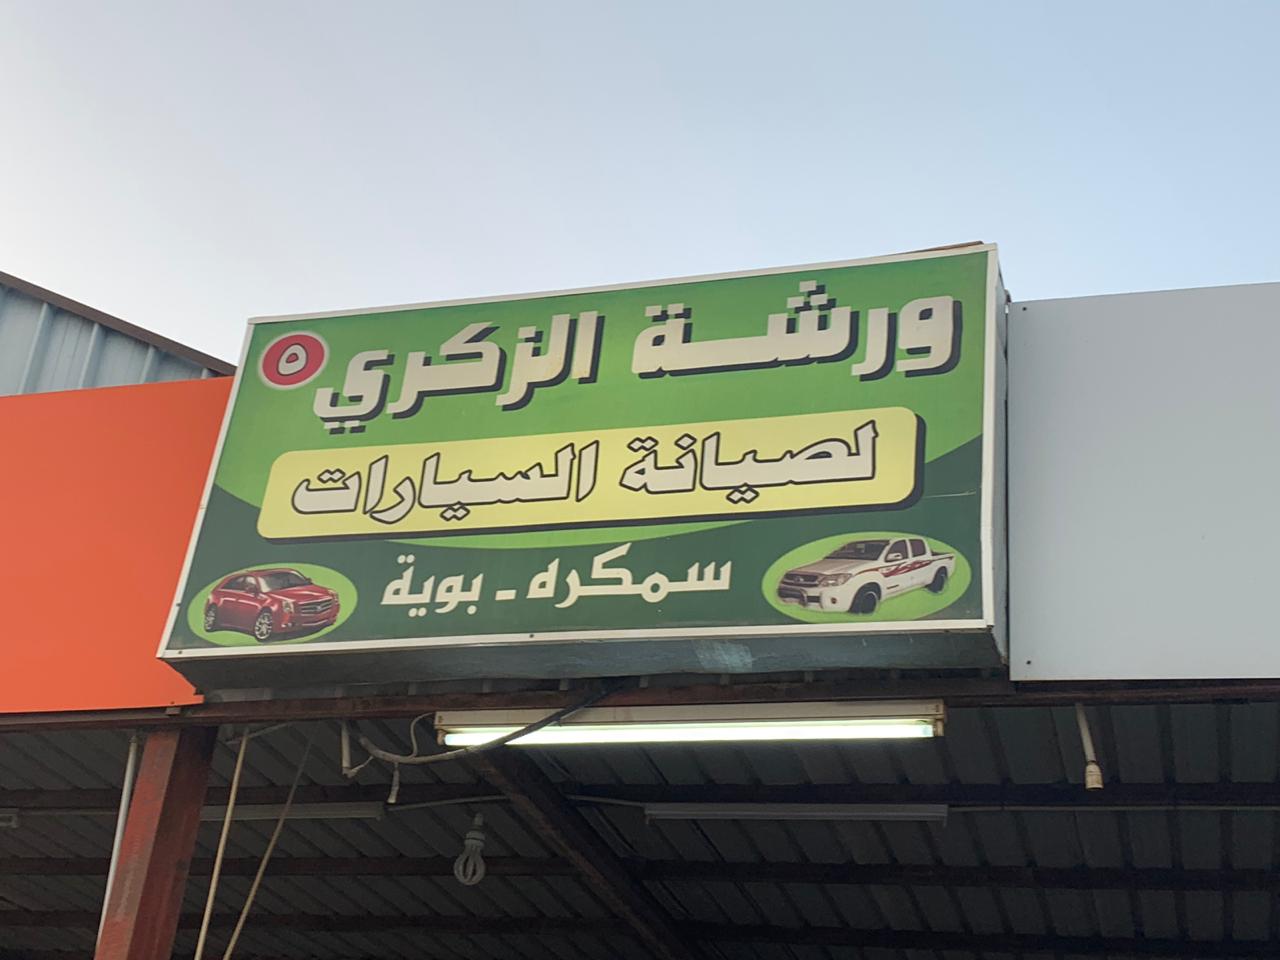 ورشة الزكري ٥
لصيانة السيارات
سمكره - بوية